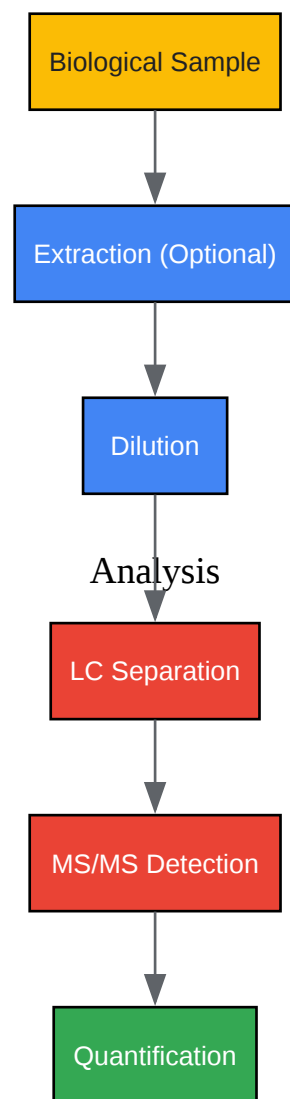 Biological Sample
Extraction (Optional)
Dilution
Analysis
LC Separation
MS/MS Detection
Quantification